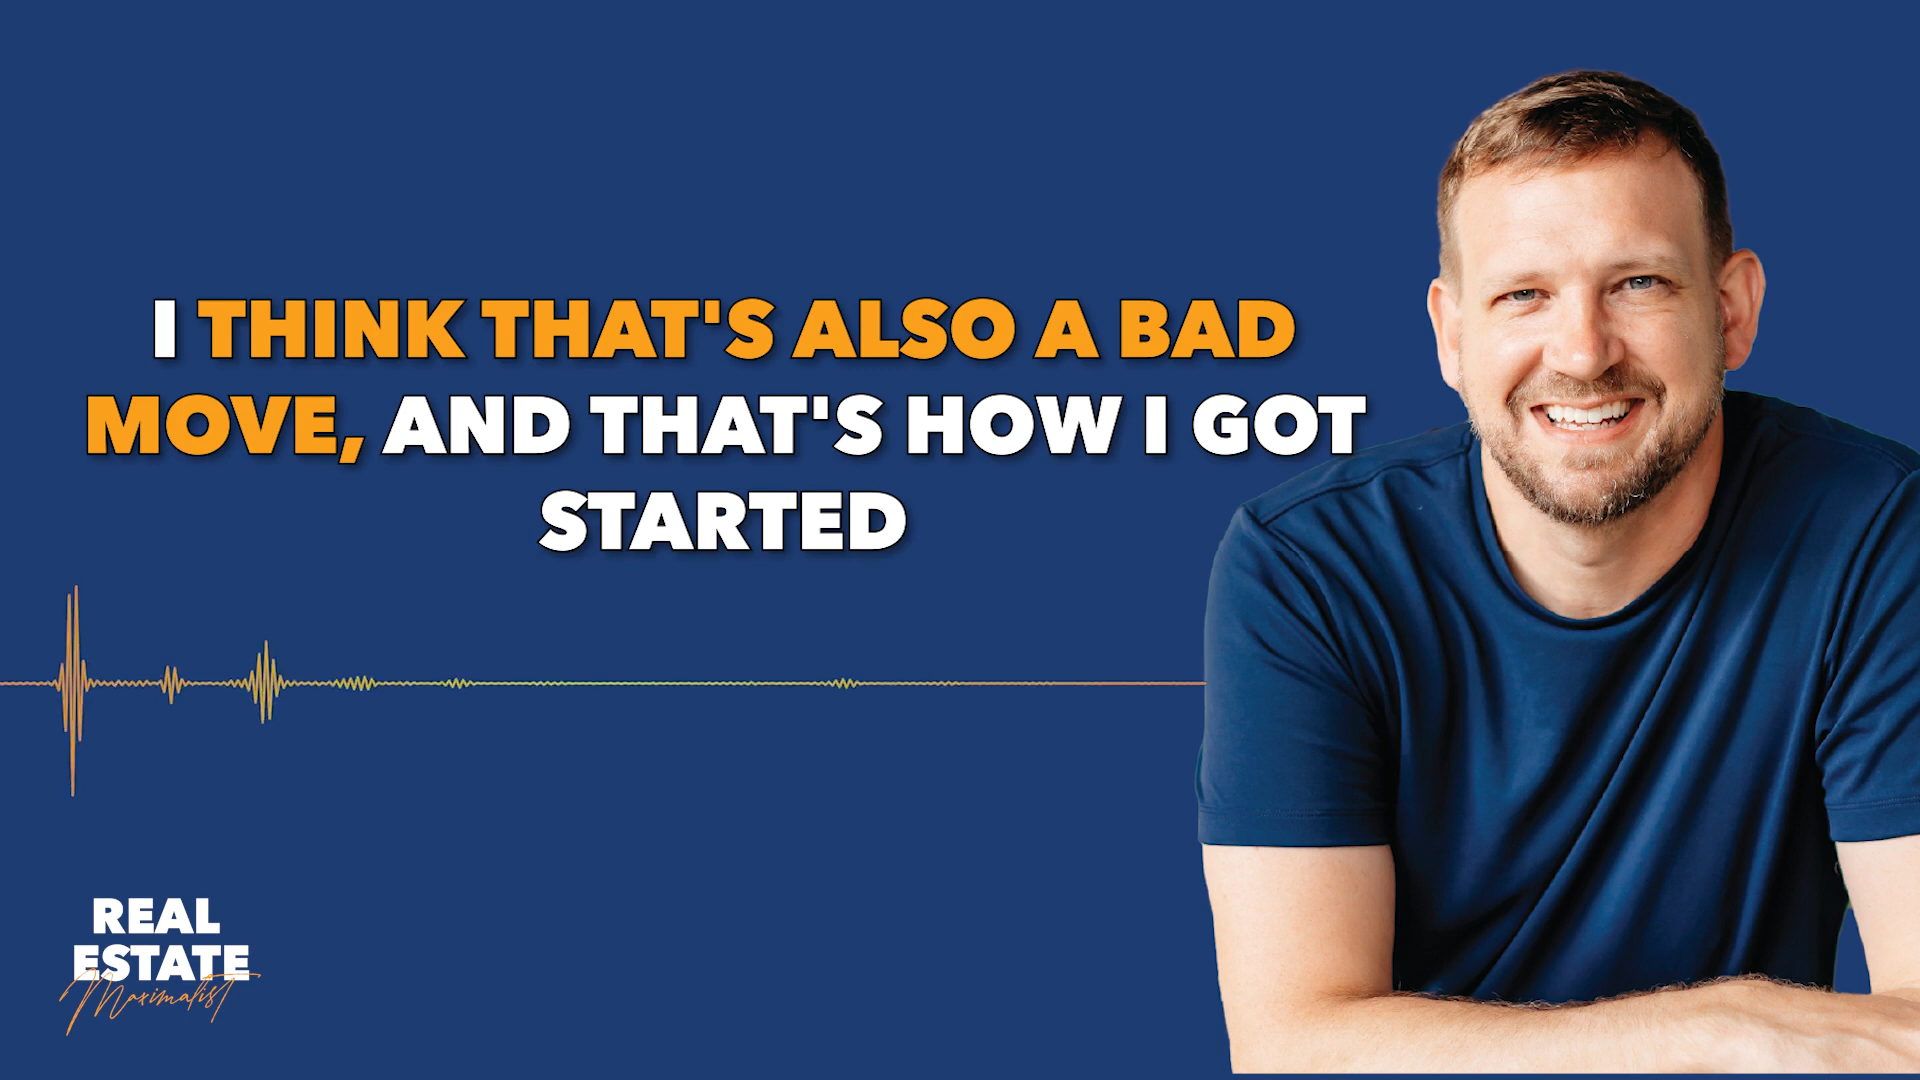 I THINK THAT'S ALSO A BAD
MOVE, AND THAT'S HOW I GOT
STARTED
REAL
ESTATE
Maximalist